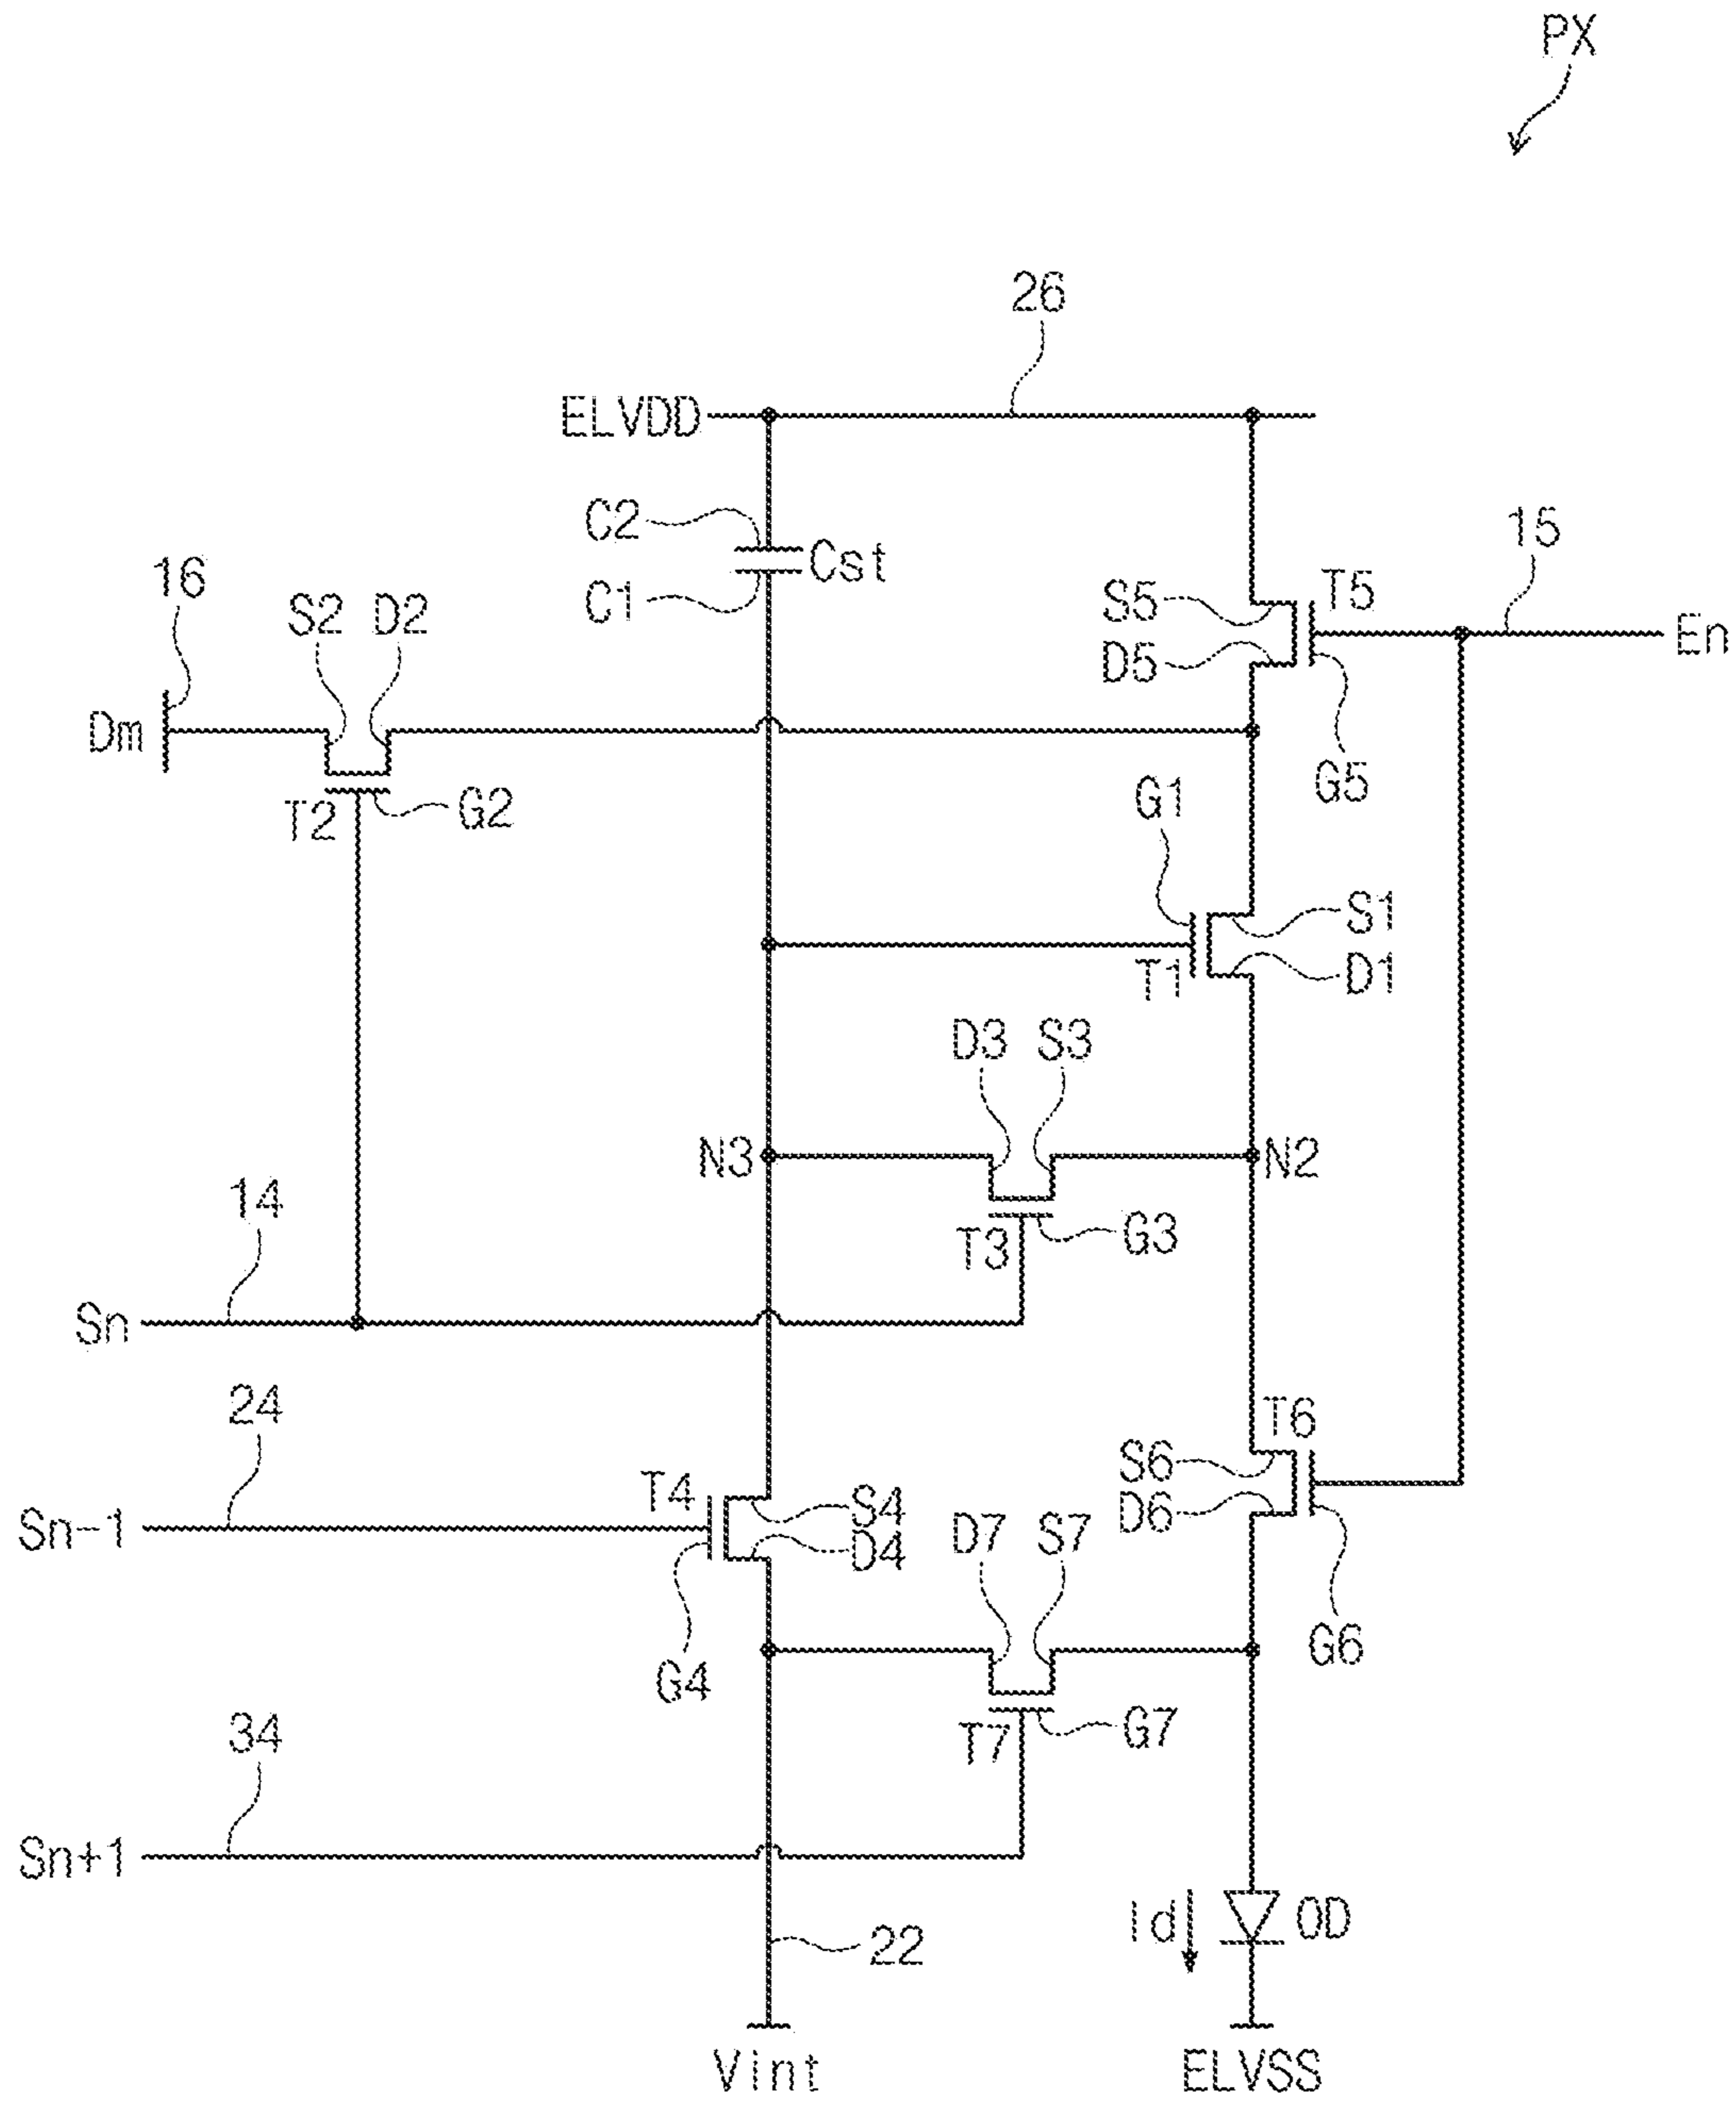 PX
26
ELVDD
C2
Cst
C1
15
16
S2 D2
S5
T5
En
D5
Dm
G5
G1
T2
G2
S1
T1
D1
D3 S3
N3
N2
14
T3
G3
Sn
24
T6
S6
T4
S4
D6
Sn-1
D4
D7 S7
G4
G6
34
T7
G7
Sn+1
Id
OD
22
Vint
ELVSS